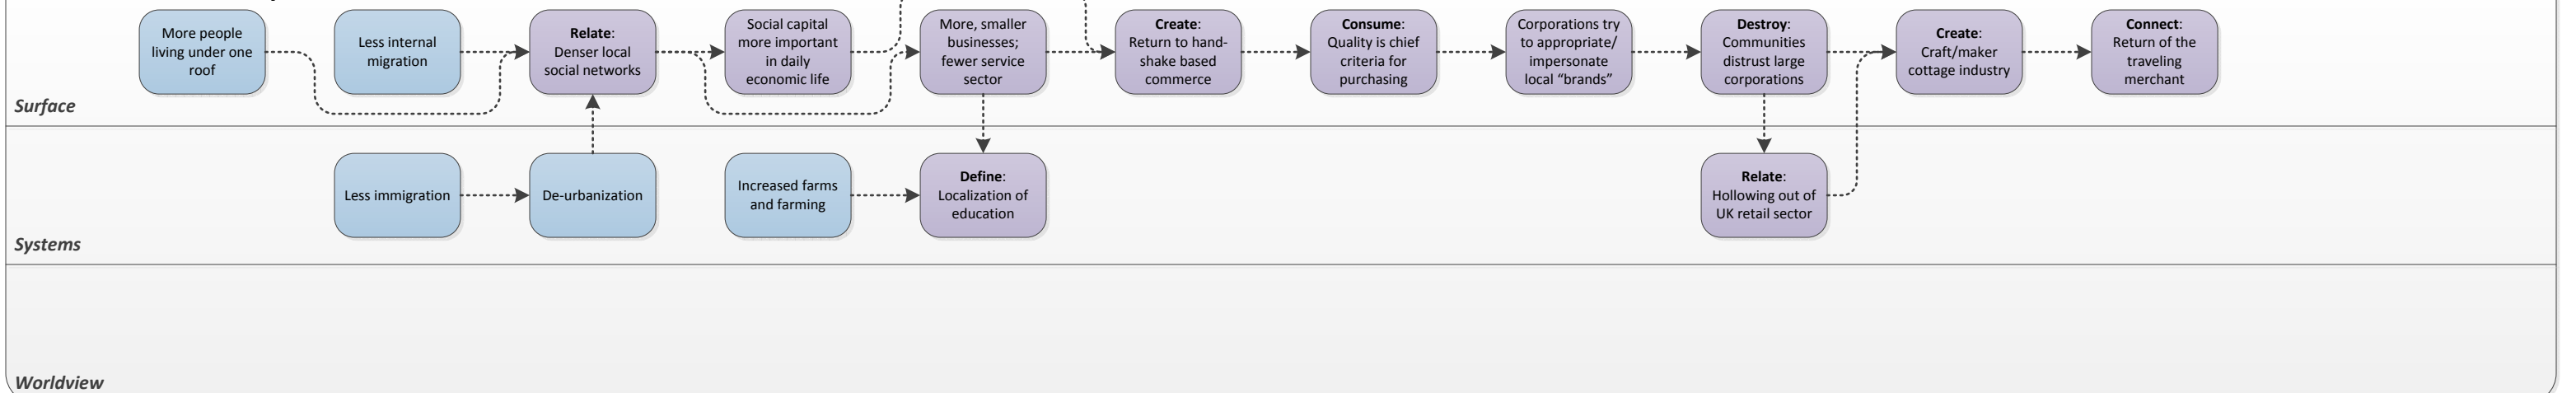 More people
living under one
roof
Less internal
migration
Relate:
Denser local
social networks
Social capital
more important
in daily
economic life
More, smaller
businesses;
fewer service
sector
Create:
Return to hand-
shake based
commerce
Consume:
Quality is chief
criteria for
purchasing
Corporations try
to appropriate/
impersonate
local “brands”
Destroy:
Communities
distrust large
corporations
Create:
Craft/maker
cottage industry
Connect:
Return of the
traveling
merchant
Surface
Less immigration
De-urbanization
Increased farms
and farming
Define:
Localization of
education
Relate:
Hollowing out of
UK retail sector
Systems
Worldview